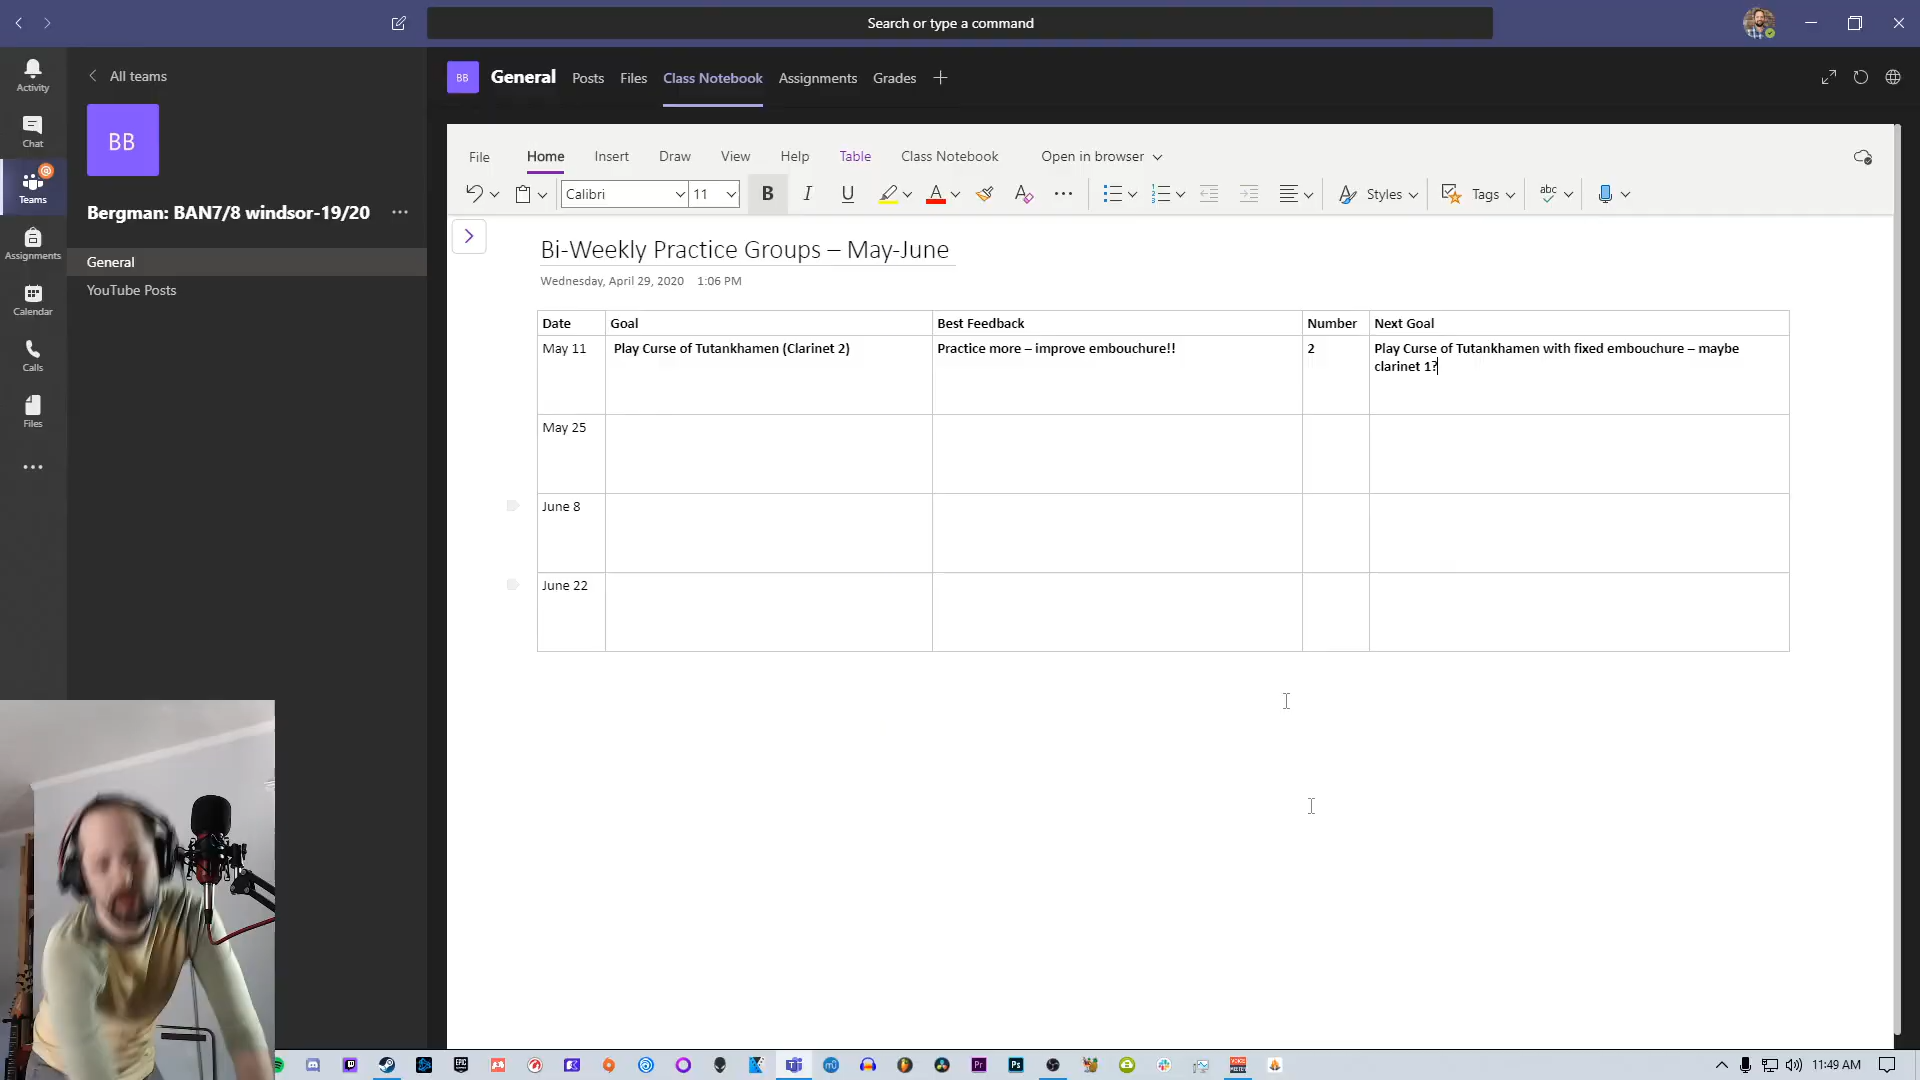 Search or type a command
Activity
Chat
Teams
Assignments
Calendar
Calls
Files
All teams
BB
Bergman: BAN7/8 windsor-19/20
General
YouTube Posts
BB
General
Posts
Files
Class Notebook
Assignments
Grades
File
Home
Insert
Draw
View
Help
Table
Class Notebook
Open in browser
Calibri
11
B
I
U
A
A
Styles
Tags
abc
Bi-Weekly Practice Groups – May-June
Wednesday, April 29, 2020 1:06 PM
Date Goal Best Feedback Number Next Goal
May 11 Play Curse of Tutankhamen (Clarinet 2) Practice more – improve embouchure!! 2 Play Curse of Tutankhamen with fixed embouchure – maybe
clarinet 1?
May 25
June 8
June 22
EPIC
Pr
Ps
11:49 AM